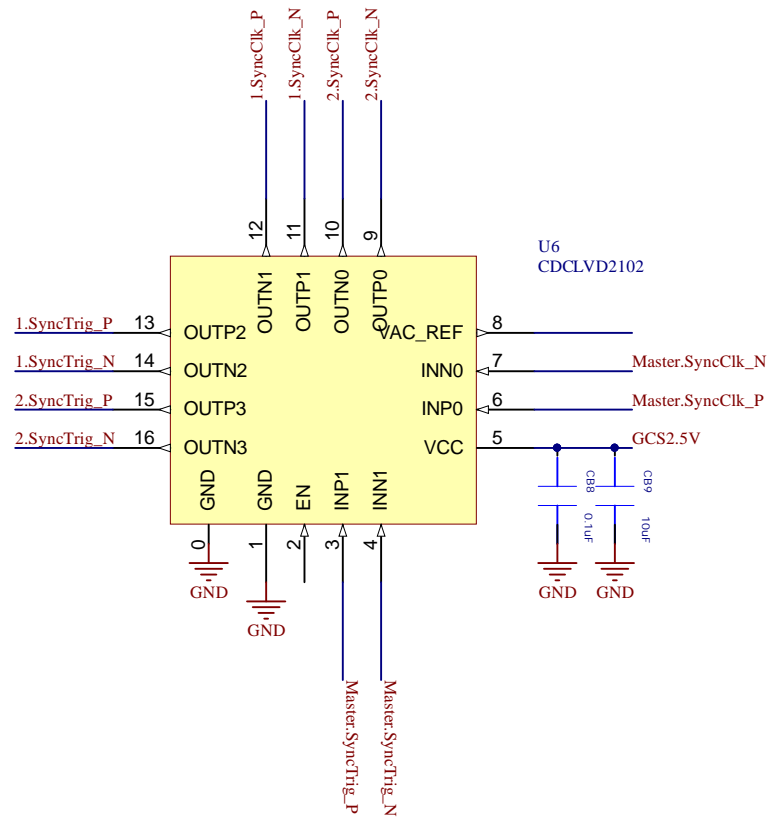 1.SyncClk_P
1.SyncClk_N
2.SyncClk_P
2.SyncClk_N
12
11
10
9
U6
CDCLVD2102
OUTN1
OUTP1
OUTN0
OUTP0
1.SyncTrig_P
13
OUTP2
VAC_REF
8
1.SyncTrig_N
14
OUTN2
INN0
7
Master.SyncClk_N
2.SyncTrig_P
15
OUTP3
INP0
6
Master.SyncClk_P
2.SyncTrig_N
16
OUTN3
VCC
5
GCS2.5V
GND
GND
EN
INP1
INN1
CB8
0.1uF
CB9
10uF
0
1
2
3
4
GND
GND
GND
GND
Master.SyncTrig_P
Master.SyncTrig_N